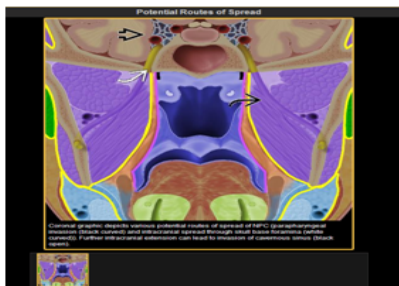 Potential Routes of Spread
Coronal graphic depicts various potential routes of spread of NPC (parapharyngeal
invasion (black curved) and intracranial spread through skull base foramina (white
curved)). Further intracranial extension can lead to invasion of cavernous sinus (black
open).